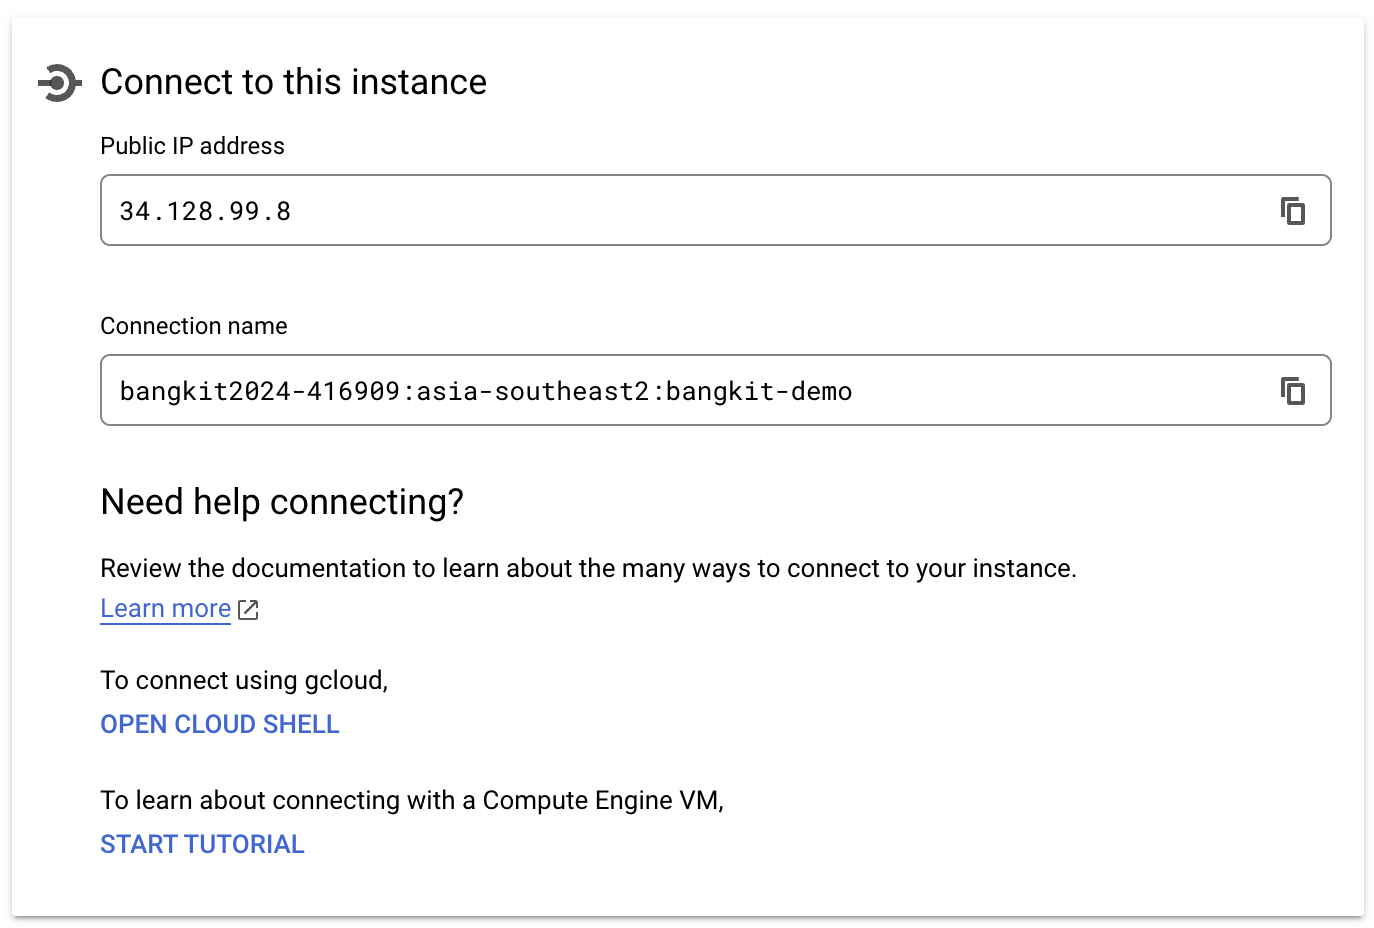 Connect to this instance
Public IP address
34.128.99.8
Connection name
bangkit2024-416909:asia-southeast2:bangkit-demo
Need help connecting?
Review the documentation to learn about the many ways to connect to your instance.
Learn more
To connect using gcloud,
OPEN CLOUD SHELL
To learn about connecting with a Compute Engine VM,
START TUTORIAL